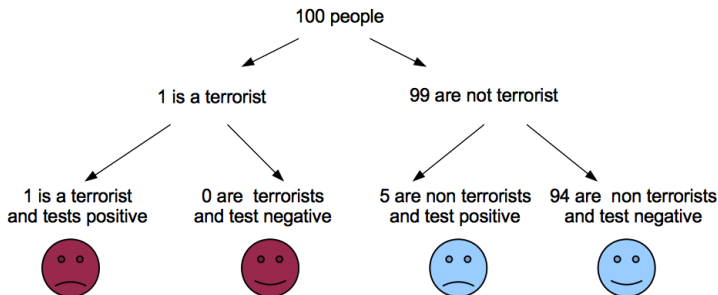 100 people
1 is a terrorist
99 are not terrorist
1 is a terrorist
and tests positive
0 are terrorists
and test negative
5 are non terrorists
and test positive
94 are non terrorists
and test negative